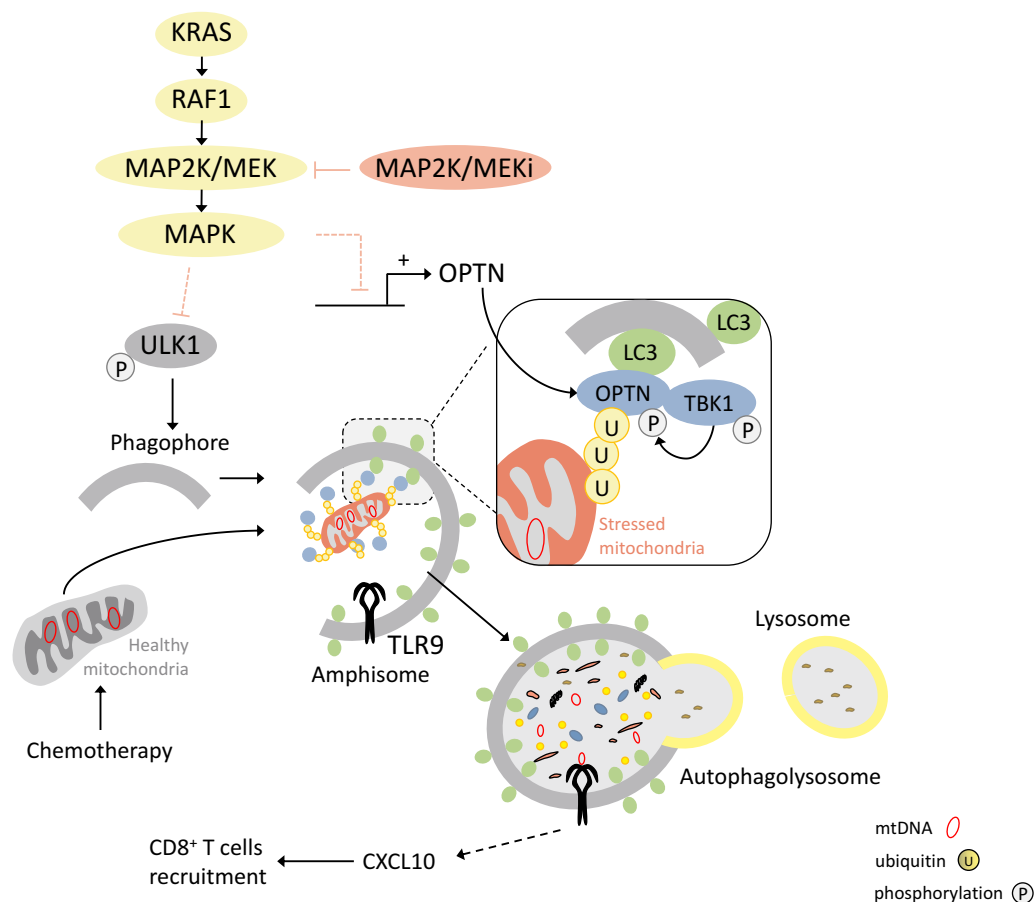 KRAS
RAF1
MAP2K/MEK
MAP2K/MEKi
MAPK
+
OPTN
ULK1
P
Phagophore
LC3
LC3
OPTN
TBK1
P
P
U
U
U
Stressed
mitochondria
Healthy
mitochondria
TLR9
Amphisome
Chemotherapy
Lysosome
Autophagolysosome
CD8⁺ T cells
recruitment
CXCL10
mtDNA
ubiquitin U
phosphorylation P